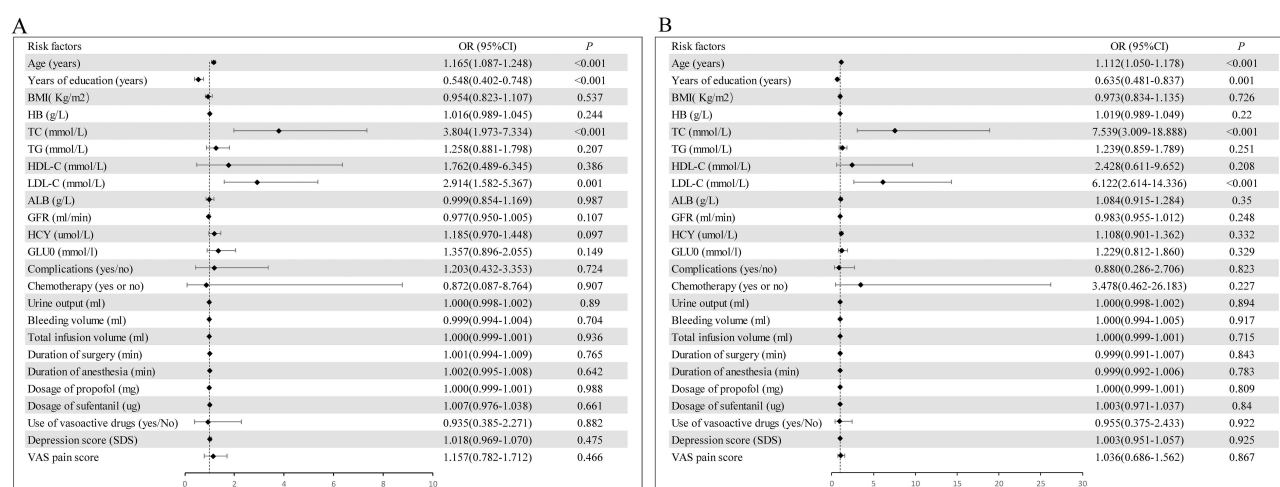 A
Risk factors OR (95%CI) P
Age (years) 1.165(1.087-1.248) <0.001
Years of education (years) 0.548(0.402-0.748) <0.001
BMI( Kg/m2) 0.954(0.823-1.107) 0.537
HB (g/L) 1.016(0.989-1.045) 0.244
TC (mmol/L) 3.804(1.973-7.334) <0.001
TG (mmol/L) 1.258(0.881-1.798) 0.207
HDL-C (mmol/L) 1.762(0.489-6.345) 0.386
LDL-C (mmol/L) 2.914(1.582-5.367) 0.001
ALB (g/L) 0.999(0.854-1.169) 0.987
GFR (ml/min) 0.977(0.950-1.005) 0.107
HCY (umol/L) 1.185(0.970-1.448) 0.097
GLU0 (mmol/l) 1.357(0.896-2.055) 0.149
Complications (yes/no) 1.203(0.432-3.353) 0.724
Chemotherapy (yes or no) 0.872(0.087-8.764) 0.907
Urine output (ml) 1.000(0.998-1.002) 0.89
Bleeding volume (ml) 0.999(0.994-1.004) 0.704
Total infusion volume (ml) 1.000(0.999-1.001) 0.936
Duration of surgery (min) 1.001(0.994-1.009) 0.765
Duration of anesthesia (min) 1.002(0.995-1.008) 0.642
Dosage of propofol (mg) 1.000(0.999-1.001) 0.988
Dosage of sufentanil (ug) 1.007(0.976-1.038) 0.661
Use of vasoactive drugs (yes/No) 0.935(0.385-2.271) 0.882
Depression score (SDS) 1.018(0.969-1.070) 0.475
VAS pain score 1.157(0.782-1.712) 0.466
0 2 4 6 8 10
B
Risk factors OR (95%CI) P
Age (years) 1.112(1.050-1.178) <0.001
Years of education (years) 0.635(0.481-0.837) 0.001
BMI( Kg/m2) 0.973(0.834-1.135) 0.726
HB (g/L) 1.019(0.989-1.049) 0.22
TC (mmol/L) 7.539(3.009-18.888) <0.001
TG (mmol/L) 1.239(0.859-1.789) 0.251
HDL-C (mmol/L) 2.428(0.611-9.652) 0.208
LDL-C (mmol/L) 6.122(2.614-14.336) <0.001
ALB (g/L) 1.084(0.915-1.284) 0.35
GFR (ml/min) 0.983(0.955-1.012) 0.248
HCY (umol/L) 1.108(0.901-1.362) 0.332
GLU0 (mmol/l) 1.229(0.812-1.860) 0.329
Complications (yes/no) 0.880(0.286-2.706) 0.823
Chemotherapy (yes or no) 3.478(0.462-26.183) 0.227
Urine output (ml) 1.000(0.998-1.002) 0.894
Bleeding volume (ml) 1.000(0.994-1.005) 0.917
Total infusion volume (ml) 1.000(0.999-1.001) 0.715
Duration of surgery (min) 0.999(0.991-1.007) 0.843
Duration of anesthesia (min) 0.999(0.992-1.006) 0.783
Dosage of propofol (mg) 1.000(0.999-1.001) 0.809
Dosage of sufentanil (ug) 1.003(0.971-1.037) 0.84
Use of vasoactive drugs (yes/No) 0.955(0.375-2.433) 0.922
Depression score (SDS) 1.003(0.951-1.057) 0.925
VAS pain score 1.036(0.686-1.562) 0.867
0 5 10 15 20 25 30